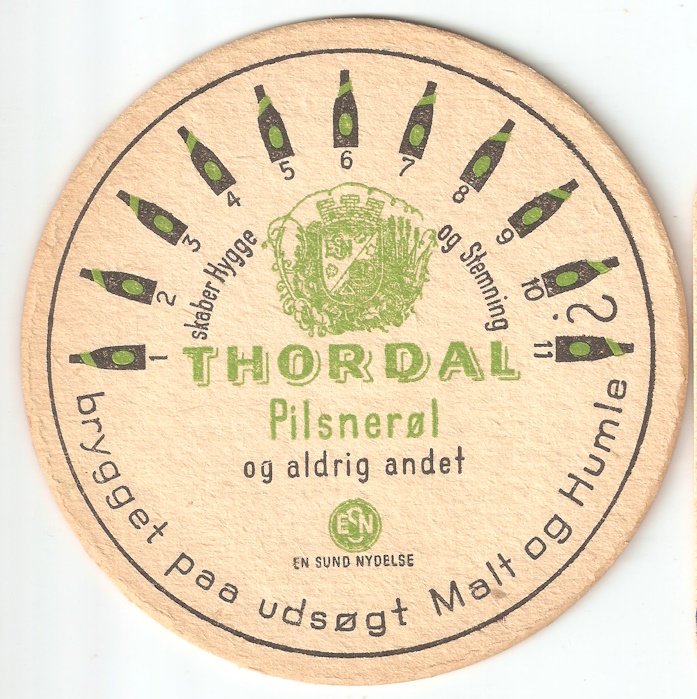 1 2 3 4 5 6 7 8 9 10 11 ?
skaber Hygge og Stemning
ESN
THORDAL
Pilsnerøl
og aldrig andet
ESN
EN SUND NYDELSE
brygget paa udsøgt Malt og Humle